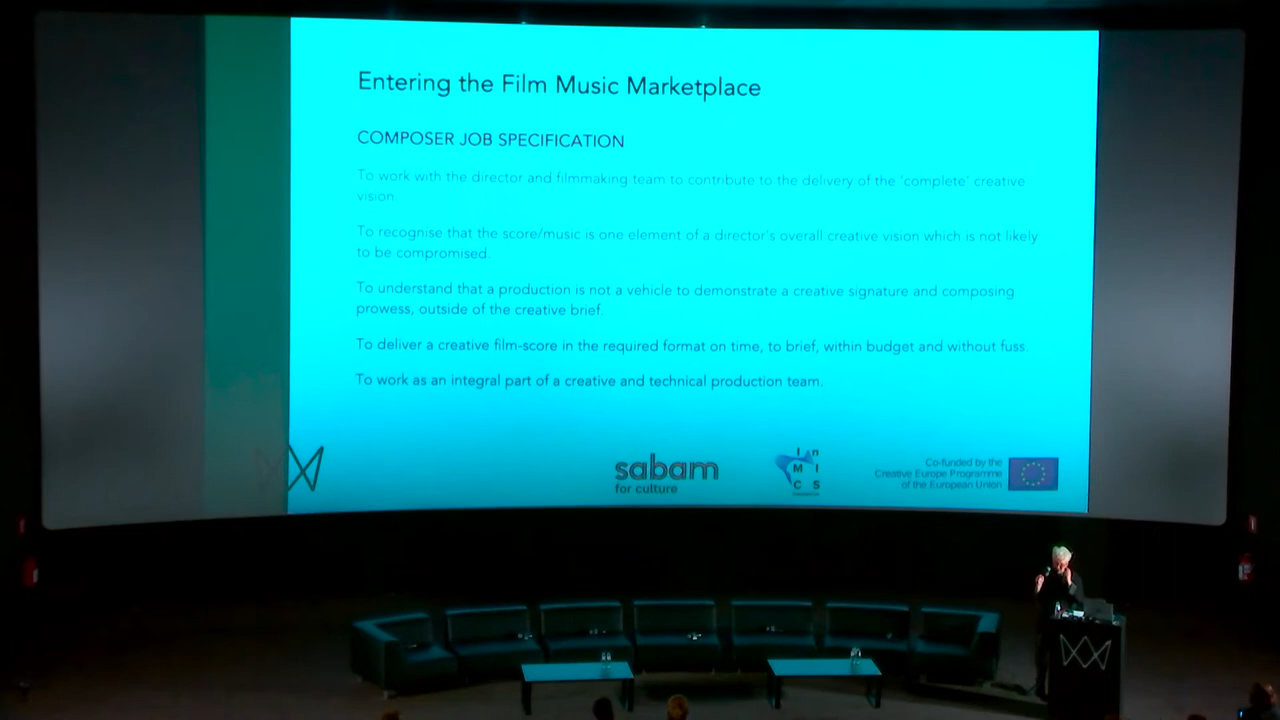 Entering the Film Music Marketplace
COMPOSER JOB SPECIFICATION
To work with the director and filmmaking team to contribute to the delivery of the 'complete' creative
vision.
To recognise that the score/music is one element of a director's overall creative vision which is not likely
to be compromised.
To understand that a production is not a vehicle to demonstrate a creative signature and composing
prowess, outside of the creative brief.
To deliver a creative film-score in the required format on time, to brief, within budget and without fuss.
To work as an integral part of a creative and technical production team.
sabam
for culture
I n
M I
C S
Co-funded by the
Creative Europe Programme
of the European Union